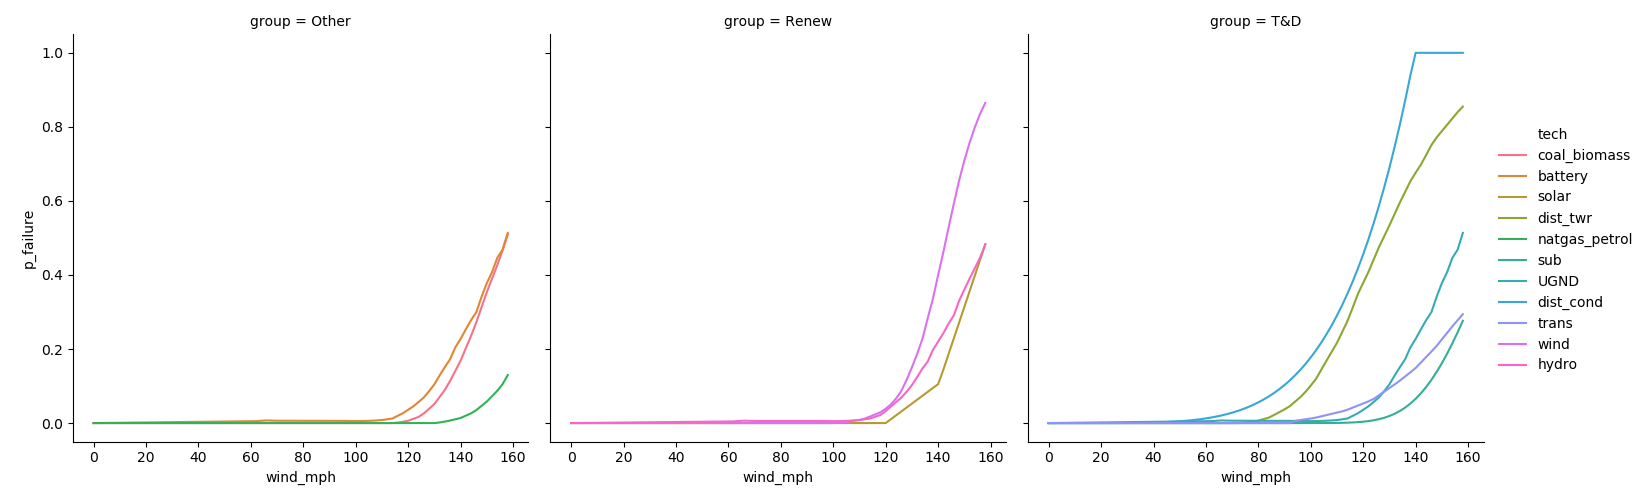 group = Other
group = Renew
group = T&D
p_failure
1.0
0.8
0.6
0.4
0.2
0.0
0 20 40 60 80 100 120 140 160
wind_mph
0 20 40 60 80 100 120 140 160
wind_mph
0 20 40 60 80 100 120 140 160
wind_mph
tech
coal_biomass
battery
solar
dist_twr
natgas_petrol
sub
UGND
dist_cond
trans
wind
hydro